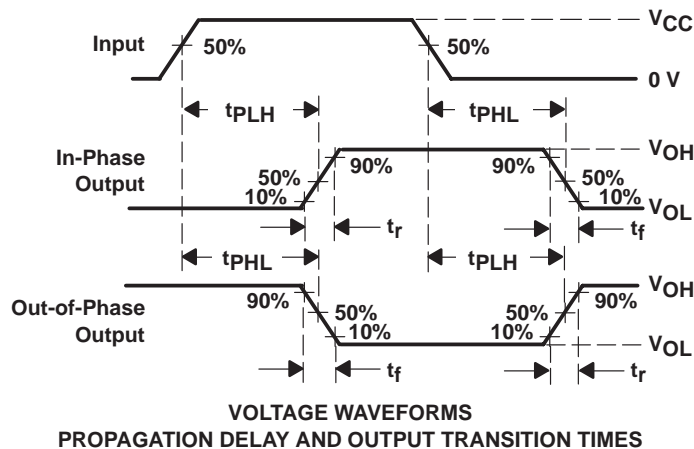 VCC
Input 50% 50%
0 V
tPLH tPHL
In-Phase Output
VOH
90% 90%
50% 50%
10% 10%
VOL
tr tf
tPHL tPLH
Out-of-Phase Output
VOH
90% 90%
50% 50%
10% 10%
VOL
tf tr
VOLTAGE WAVEFORMS
PROPAGATION DELAY AND OUTPUT TRANSITION TIMES